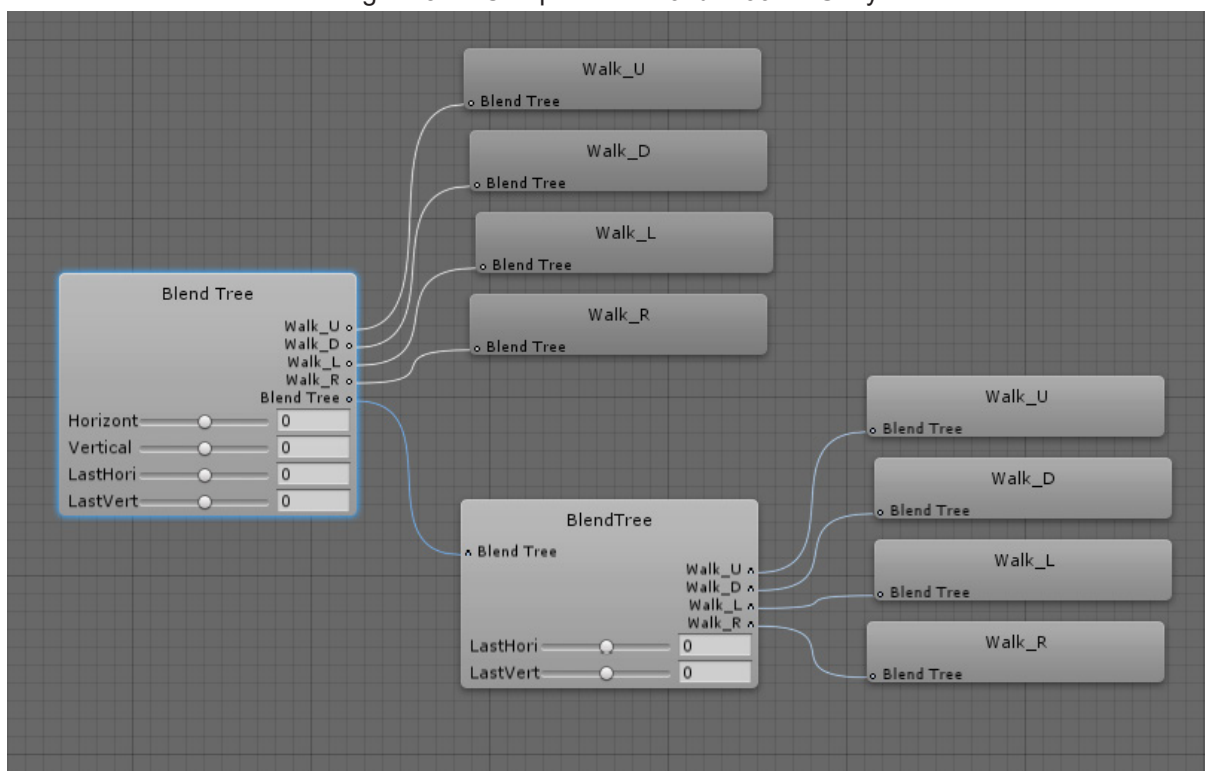 Walk_U
Blend Tree
Walk_D
Blend Tree
Walk_L
Blend Tree
Walk_R
Blend Tree
Blend Tree
Walk_U
Walk_D
Walk_L
Walk_R
Blend Tree
Horizont 0
Vertical 0
LastHori 0
LastVert 0
BlendTree
Blend Tree
Walk_U
Walk_D
Walk_L
Walk_R
LastHori 0
LastVert 0
Walk_U
Blend Tree
Walk_D
Blend Tree
Walk_L
Blend Tree
Walk_R
Blend Tree